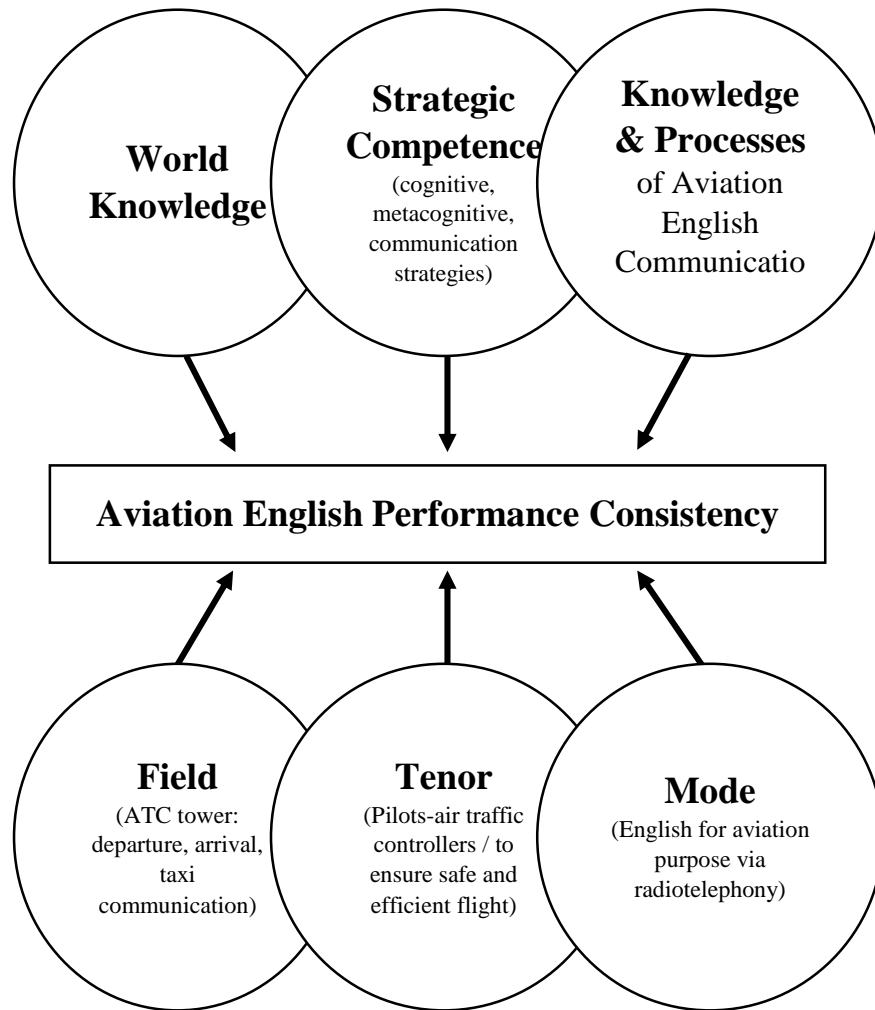 World
Knowledge
Strategic
Competence
(cognitive,
metacognitive,
communication
strategies)
Knowledge
& Processes
of Aviation
English
Communicatio
Aviation English Performance Consistency
Field
(ATC tower:
departure, arrival,
taxi
communication)
Tenor
(Pilots-air traffic
controllers / to
ensure safe and
efficient flight)
Mode
(English for aviation
purpose via
radiotelephony)